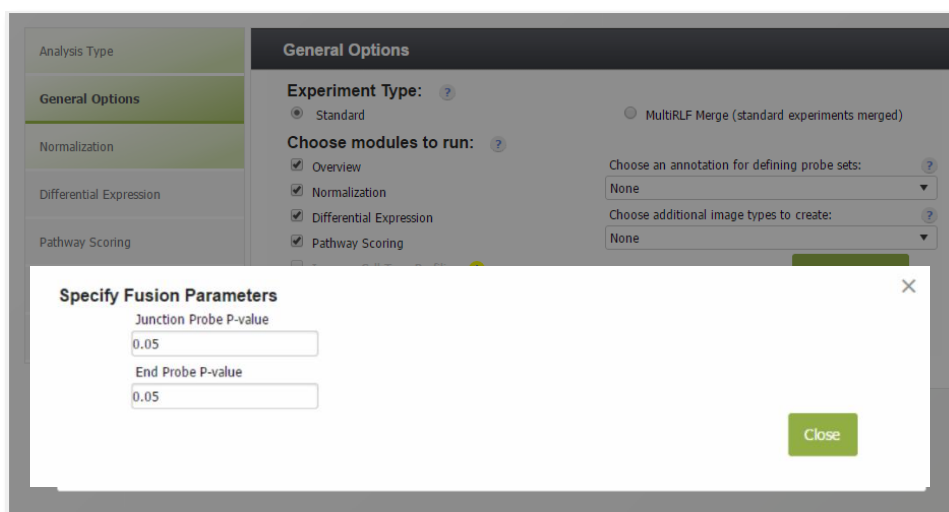 Analysis Type
General Options
Normalization
Differential Expression
Pathway Scoring
General Options
Experiment Type: ?
Standard
MultiRLF Merge (standard experiments merged)
Choose modules to run: ?
Overview
Normalization
Differential Expression
Pathway Scoring
Choose an annotation for defining probe sets: ?
None
Choose additional image types to create: ?
None
Specify Fusion Parameters
Junction Probe P-value
0.05
End Probe P-value
0.05
Close